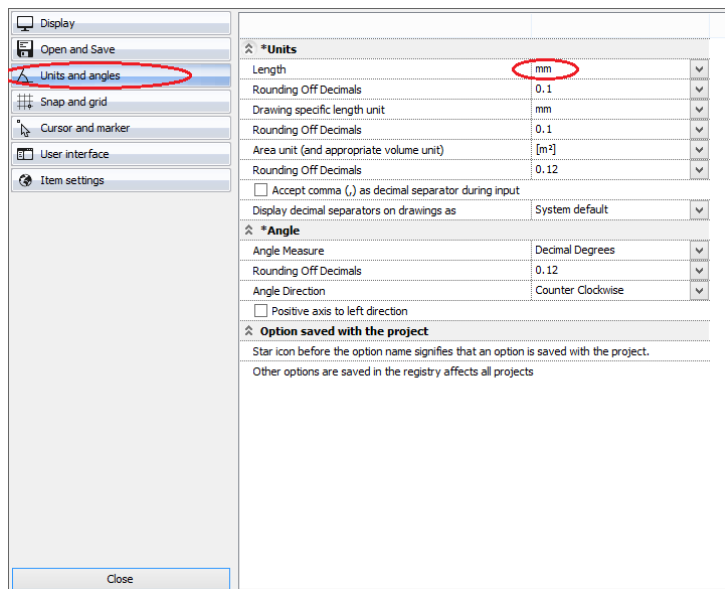 Display
Open and Save
Units and angles
Snap and grid
Cursor and marker
User interface
Item settings
Close
*Units
Length mm
Rounding Off Decimals 0.1
Drawing specific length unit mm
Rounding Off Decimals 0.1
Area unit (and appropriate volume unit) [m²]
Rounding Off Decimals 0.12
Accept comma (,) as decimal separator during input
Display decimal separators on drawings as System default
*Angle
Angle Measure Decimal Degrees
Rounding Off Decimals 0.12
Angle Direction Counter Clockwise
Positive axis to left direction
Option saved with the project
Star icon before the option name signifies that an option is saved with the project.
Other options are saved in the registry affects all projects